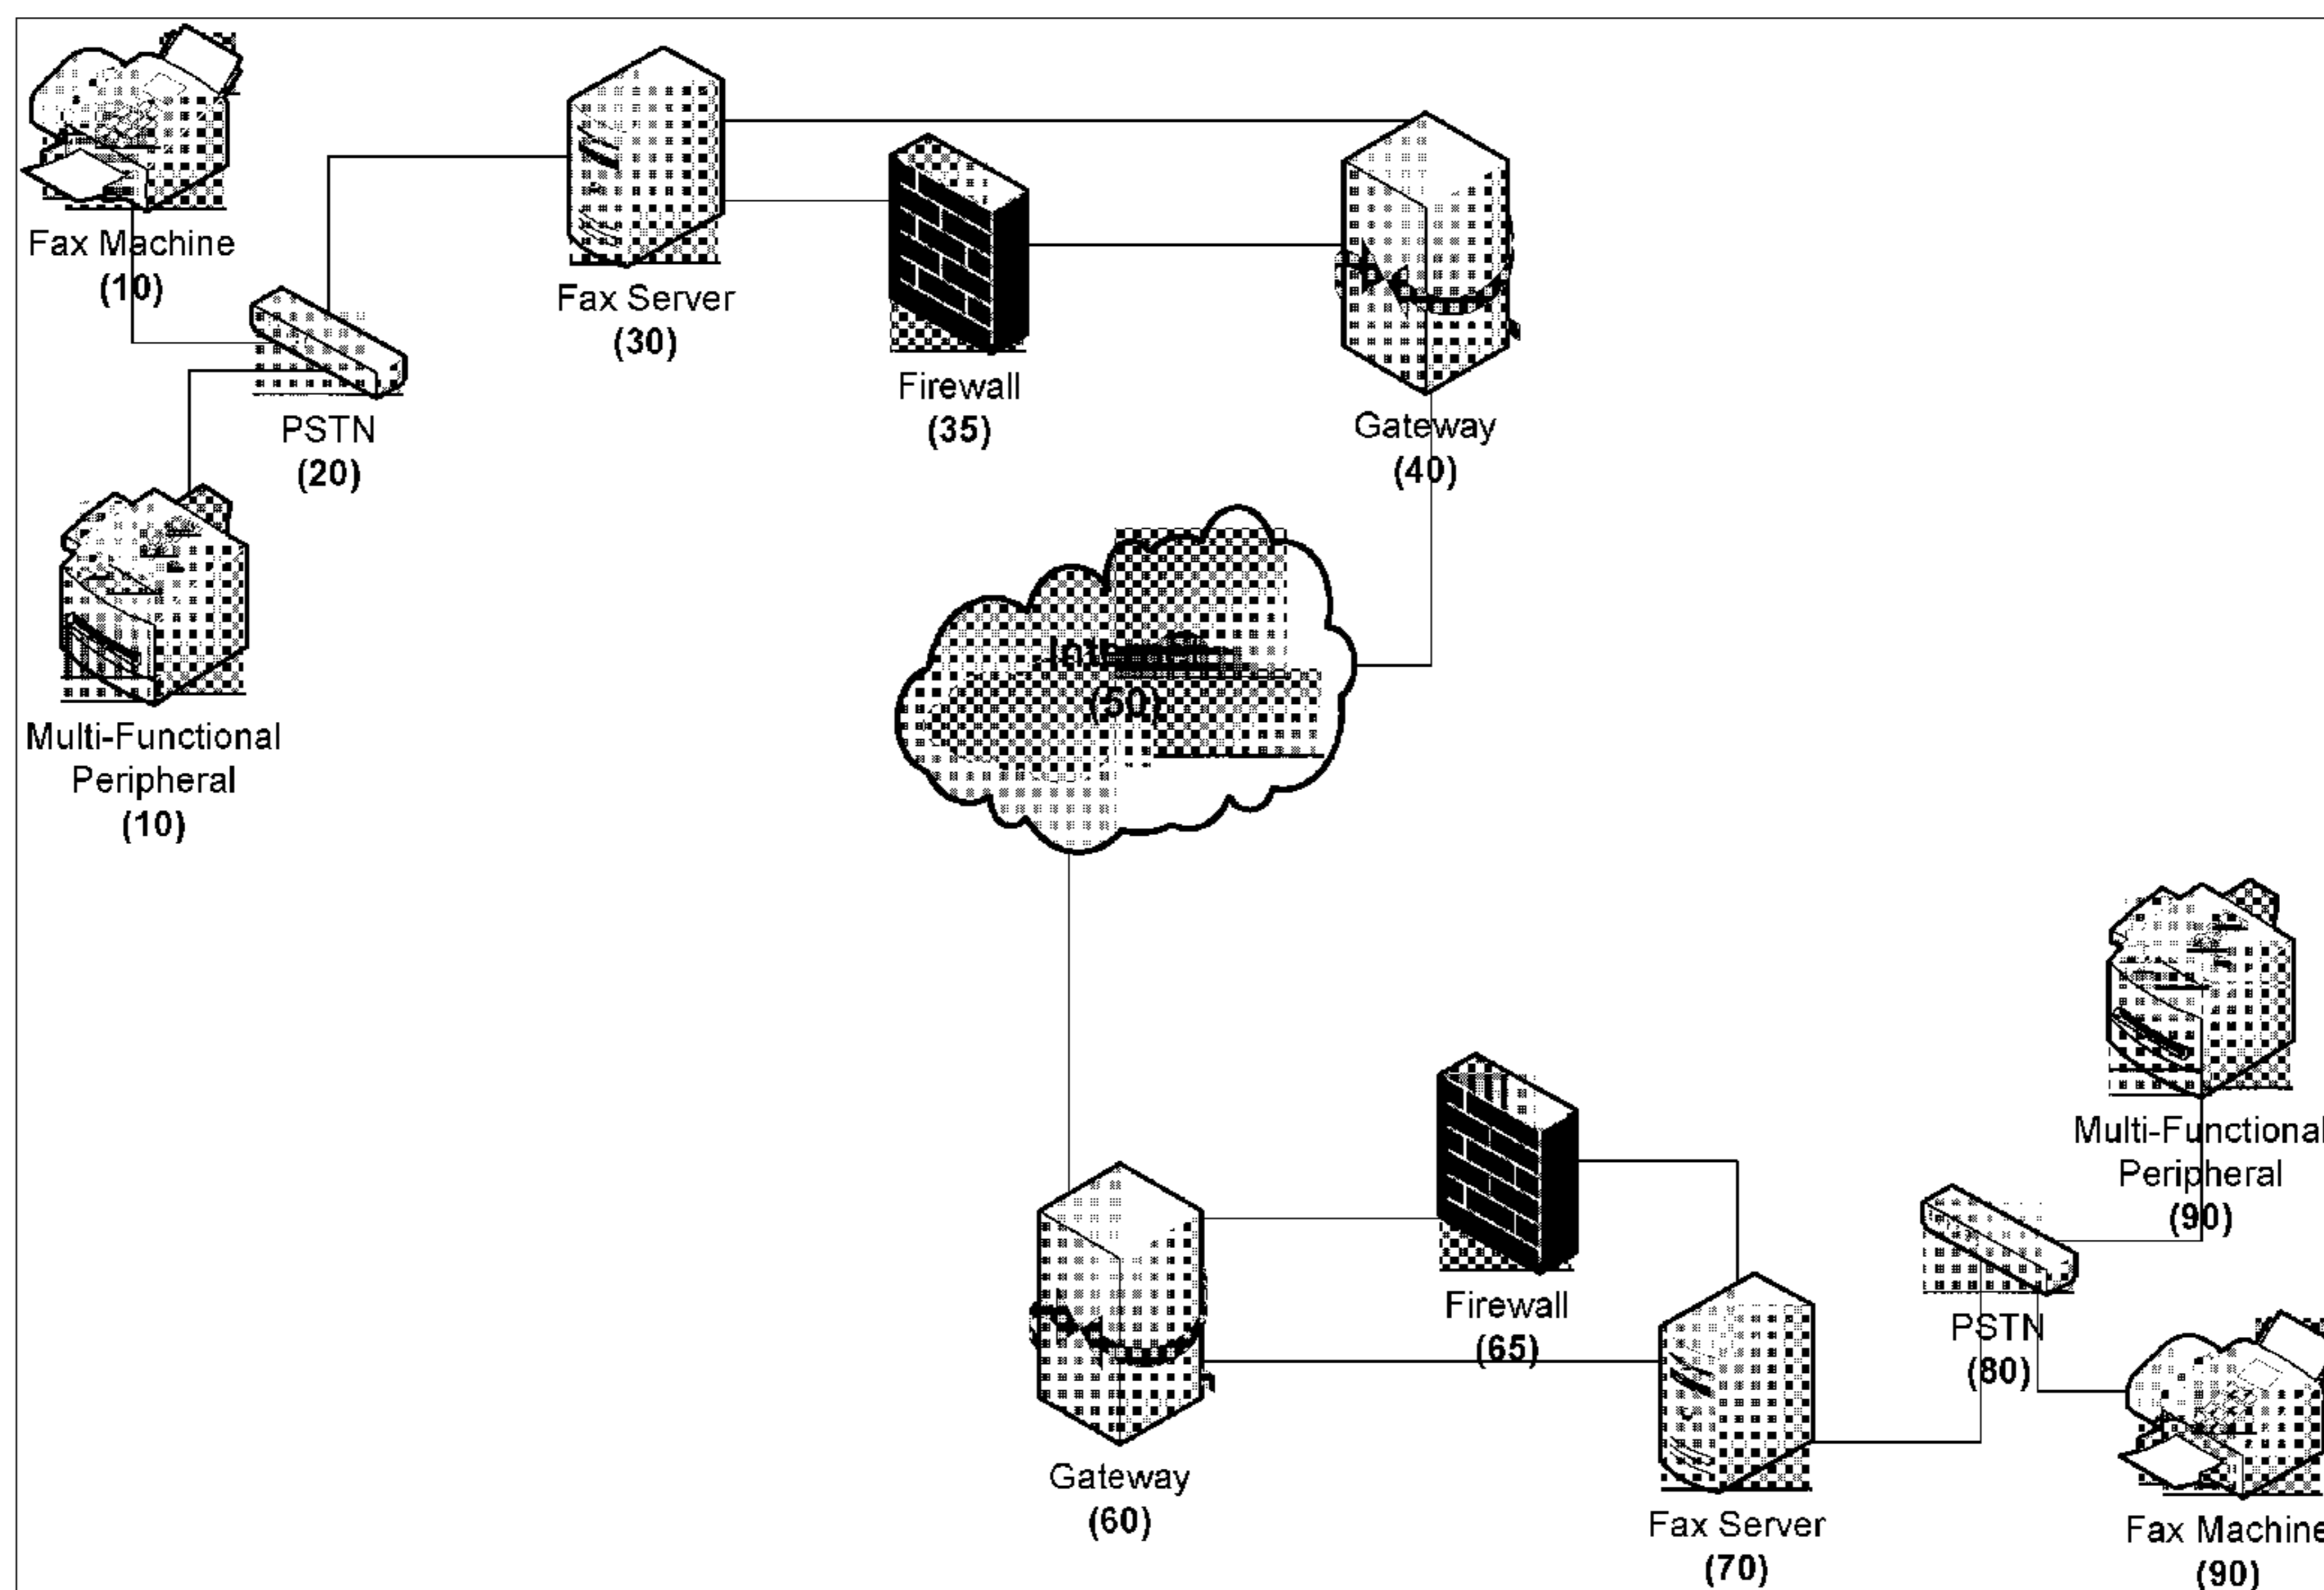 Fax Machine
(10)
Fax Server
(30)
Firewall
(35)
Gateway
(40)
PSTN
(20)
Multi-Functional
Peripheral
(10)
(50)
Multi-Functional
Peripheral
(90)
Firewall
(65)
PSTN
(80)
Gateway
(60)
Fax Server
(70)
Fax Machine
(90)